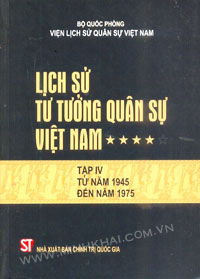 BỘ QUỐC PHÒNG
VIỆN LỊCH SỬ QUÂN SỰ VIỆT NAM
LỊCH SỬ
TƯ TƯỞNG QUÂN SỰ
VIỆT NAM ★★★★☆
TẬP IV
TỪ NĂM 1945
ĐẾN NĂM 1975
ST NHÀ XUẤT BẢN CHÍNH TRỊ QUỐC GIA